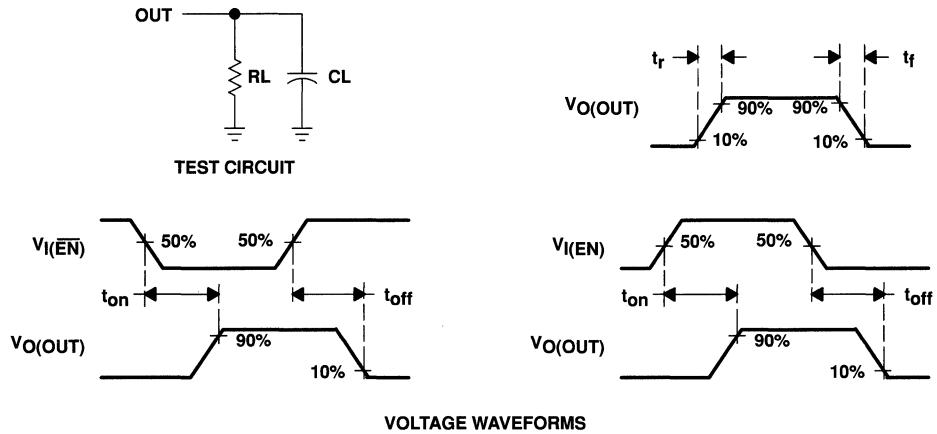 OUT
RL
CL
TEST CIRCUIT
tr
tf
VO(OUT)
90%
90%
10%
10%
VI(E̅N̅)
50%
50%
ton
toff
VO(OUT)
90%
10%
VI(EN)
50%
50%
ton
toff
VO(OUT)
90%
10%
VOLTAGE WAVEFORMS